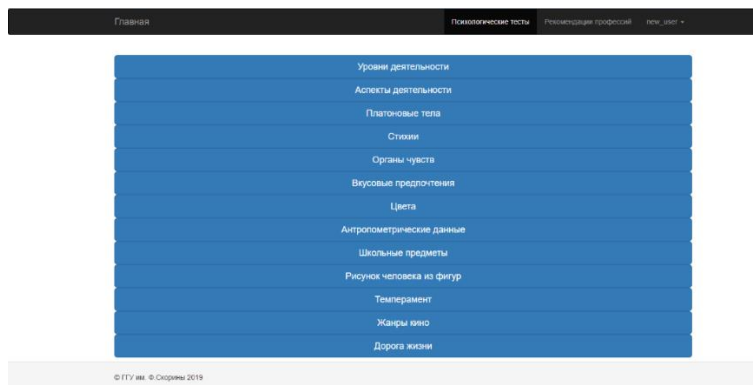 Главная Психологические тесты Рекомендации профессий new_user
Уровни деятельности
Аспекты деятельности
Платоновые тела
Стихии
Органы чувств
Вкусовые предпочтения
Цвета
Антропометрические данные
Школьные предметы
Рисунок человека из фигур
Темперамент
Жанры кино
Дорога жизни
© ГГУ им. Ф.Скорины 2019